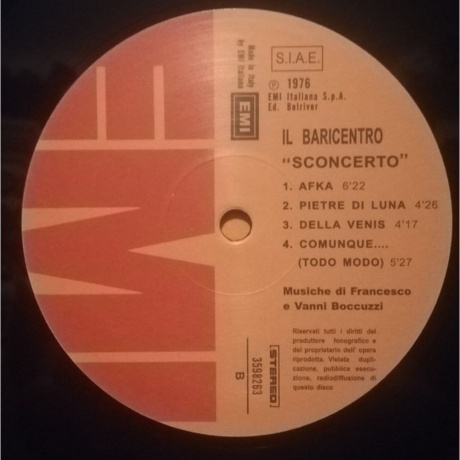 EMI
Made in Italy
by EMI Italiana
EMI
S.I.A.E.
℗ 1976
EMI Italiana S.p.A.
Ed. Belriver
IL BARICENTRO
"SCONCERTO"
1. AFKA 6'22
2. PIETRE DI LUNA 4'26
3. DELLA VENIS 4'17
4. COMUNQUE....
(TODO MODO) 5'27
Musiche di Francesco
e Vanni Boccuzzi
Riservati tutti i diritti del
produttore fonografico e
del proprietario dell' opera
riprodotta. Vietata dupli-
cazione, pubblica esecu-
zione, radiodiffusione di
questo disco
STEREO
3568263
B